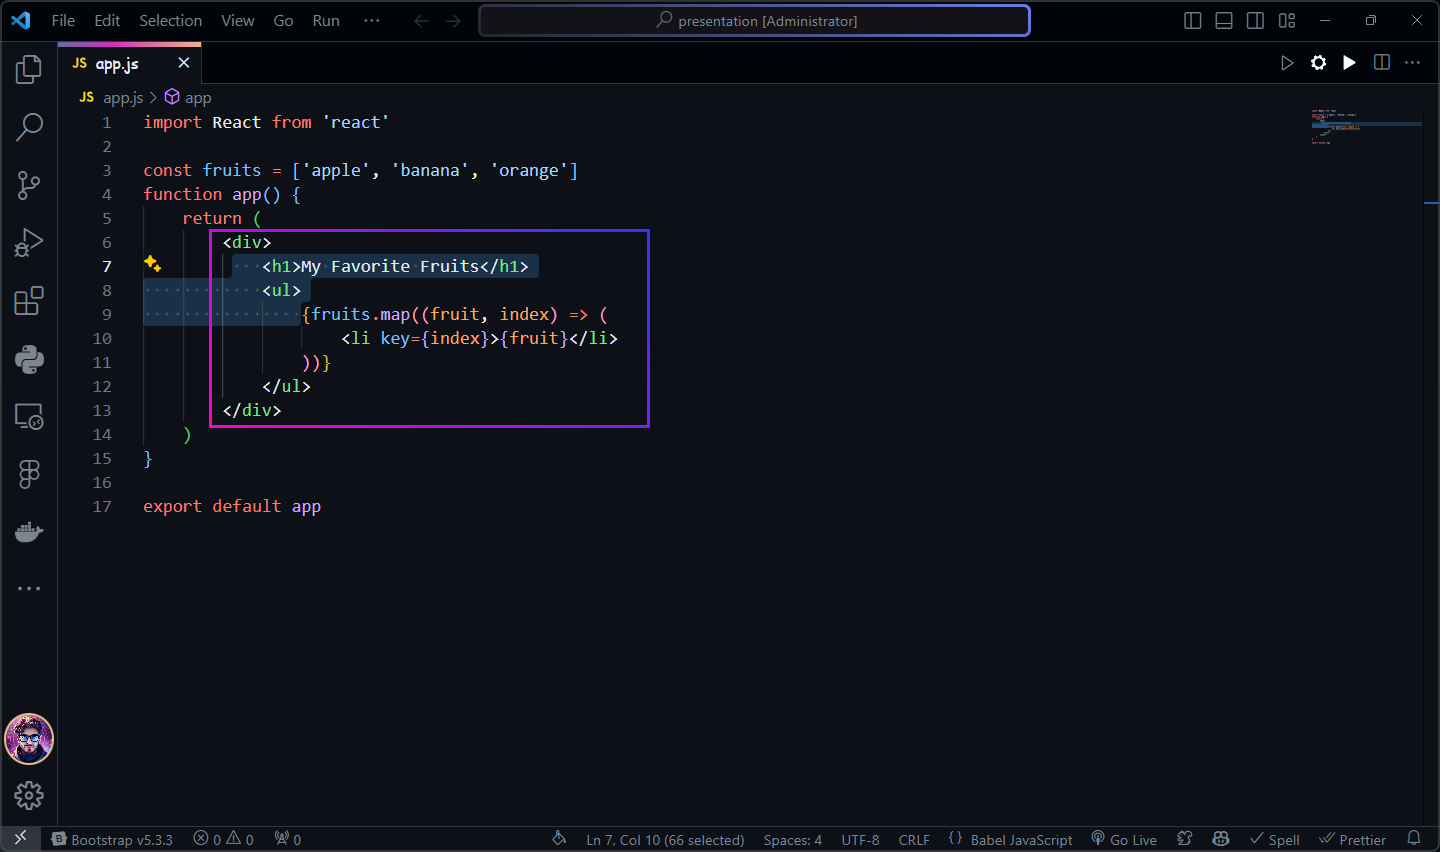 File Edit Selection View Go Run ··· presentation [Administrator]
JS app.js
JS app.js > app
1 import React from 'react'
2
3 const fruits = ['apple', 'banana', 'orange']
4 function app() {
5     return (
6         <div>
7             <h1>My Favorite Fruits</h1>
8             <ul>
9                 {fruits.map((fruit, index) => (
10                     <li key={index}>{fruit}</li>
11                 ))}
12             </ul>
13         </div>
14     )
15 }
16
17 export default app
B Bootstrap v5.3.3 0 0 0 Ln 7, Col 10 (66 selected) Spaces: 4 UTF-8 CRLF {} Babel JavaScript Go Live Spell Prettier